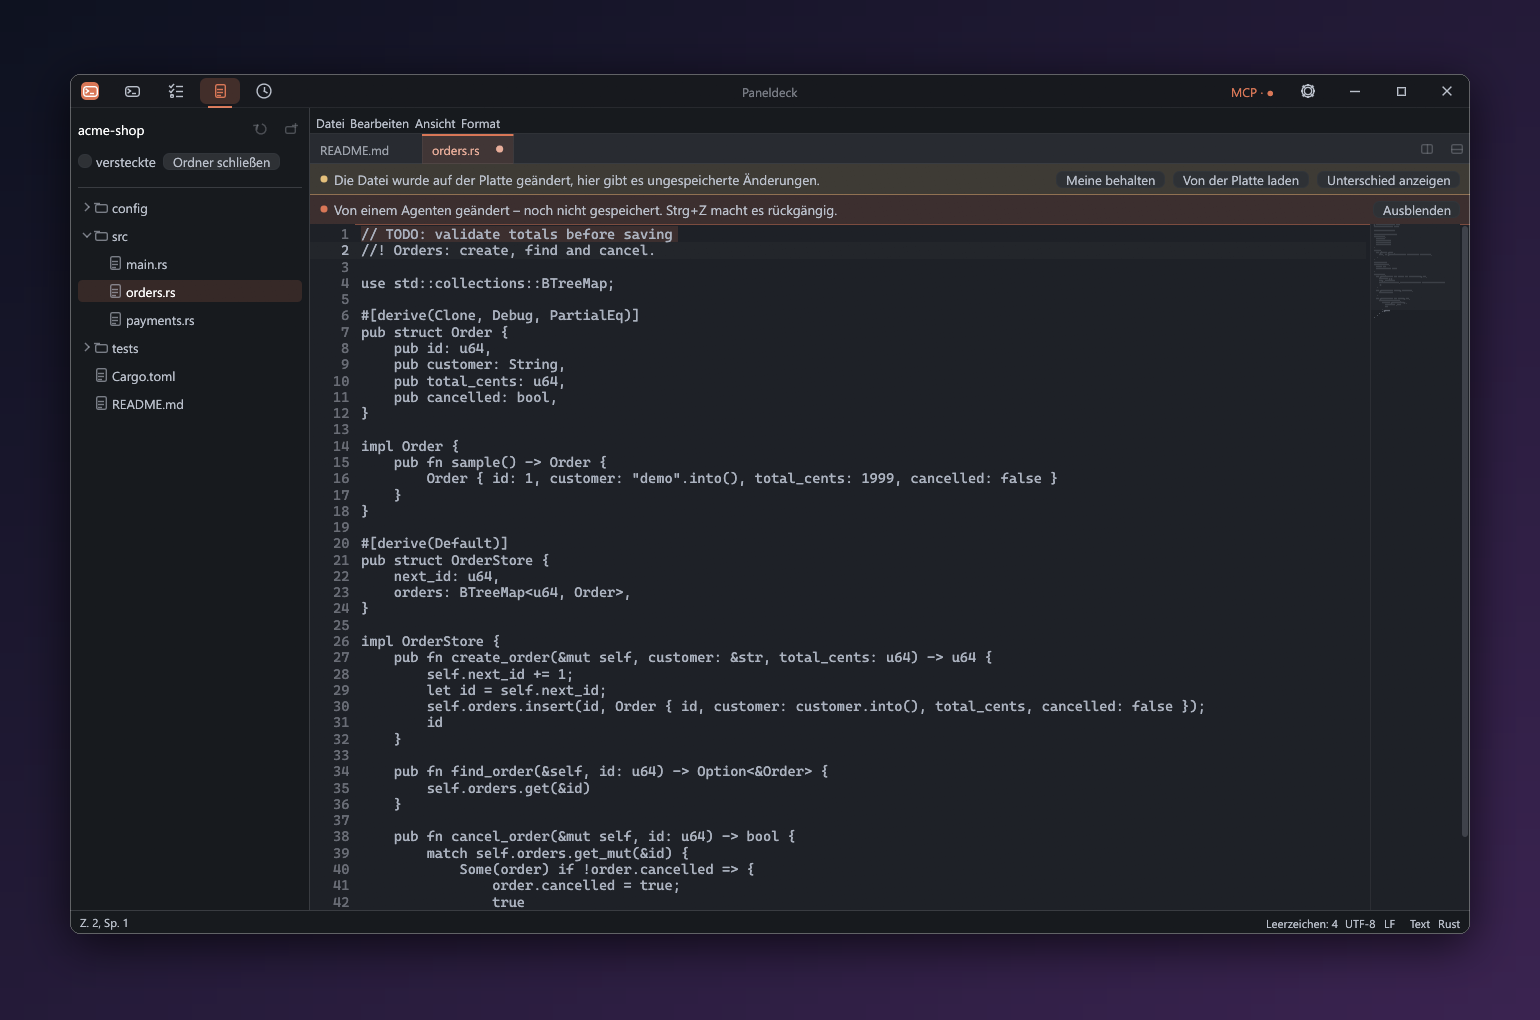 Paneldeck
MCP
acme-shop
versteckte
Ordner schließen
config
src
main.rs
orders.rs
payments.rs
tests
Cargo.toml
README.md
Datei Bearbeiten Ansicht Format
README.md
orders.rs
Die Datei wurde auf der Platte geändert, hier gibt es ungespeicherte Änderungen.
Meine behalten
Von der Platte laden
Unterschied anzeigen
Von einem Agenten geändert – noch nicht gespeichert. Strg+Z macht es rückgängig.
Ausblenden
1 // TODO: validate totals before saving
2 //! Orders: create, find and cancel.
3
4 use std::collections::BTreeMap;
5
6 #[derive(Clone, Debug, PartialEq)]
7 pub struct Order {
8     pub id: u64,
9     pub customer: String,
10     pub total_cents: u64,
11     pub cancelled: bool,
12 }
13
14 impl Order {
15     pub fn sample() -> Order {
16         Order { id: 1, customer: "demo".into(), total_cents: 1999, cancelled: false }
17     }
18 }
19
20 #[derive(Default)]
21 pub struct OrderStore {
22     next_id: u64,
23     orders: BTreeMap<u64, Order>,
24 }
25
26 impl OrderStore {
27     pub fn create_order(&mut self, customer: &str, total_cents: u64) -> u64 {
28         self.next_id += 1;
29         let id = self.next_id;
30         self.orders.insert(id, Order { id, customer: customer.into(), total_cents, cancelled: false });
31         id
32     }
33
34     pub fn find_order(&self, id: u64) -> Option<&Order> {
35         self.orders.get(&id)
36     }
37
38     pub fn cancel_order(&mut self, id: u64) -> bool {
39         match self.orders.get_mut(&id) {
40             Some(order) if !order.cancelled => {
41                 order.cancelled = true;
42                 true
Z. 2, Sp. 1
Leerzeichen: 4 UTF-8 LF Text Rust